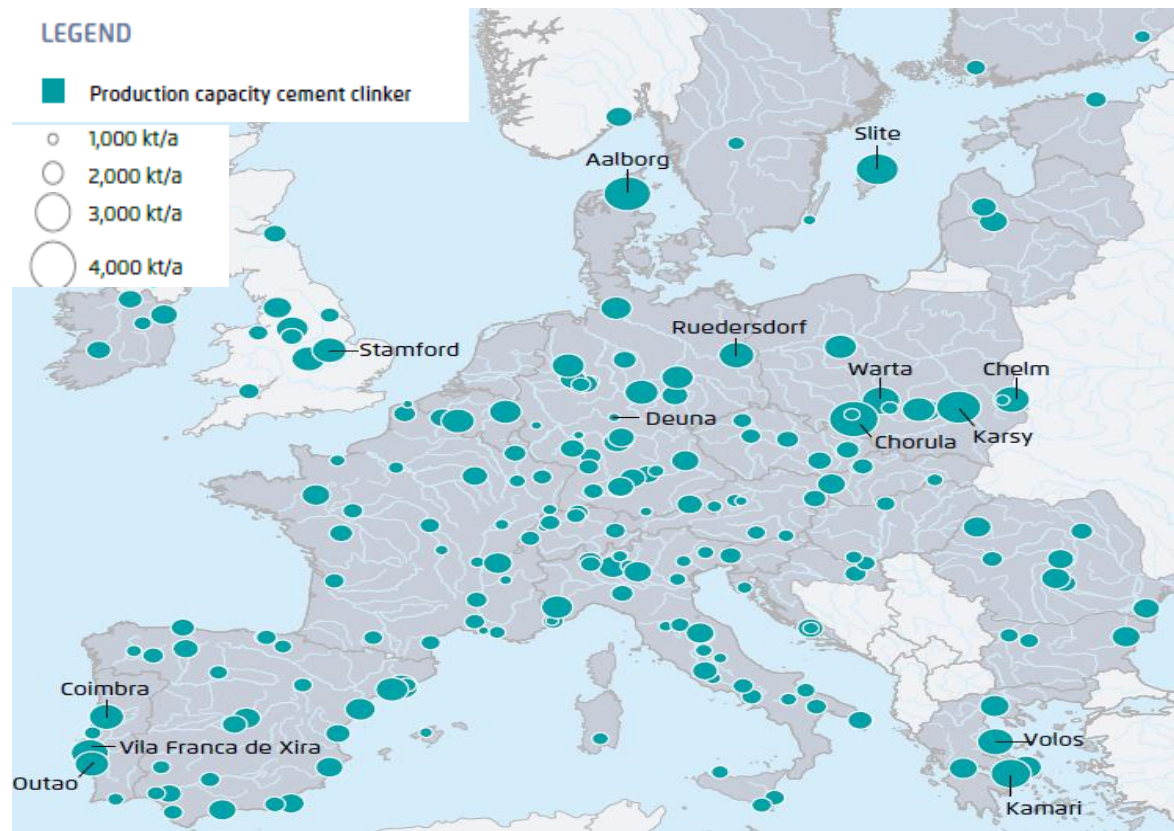 LEGEND
Production capacity cement clinker
1,000 kt/a
2,000 kt/a
3,000 kt/a
4,000 kt/a
Slite
Aalborg
Ruedersdorf
Stamford
Warta
Chelm
Deuna
Chorula
Karsy
Coimbra
Vila Franca de Xira
Outao
Volos
Kamari